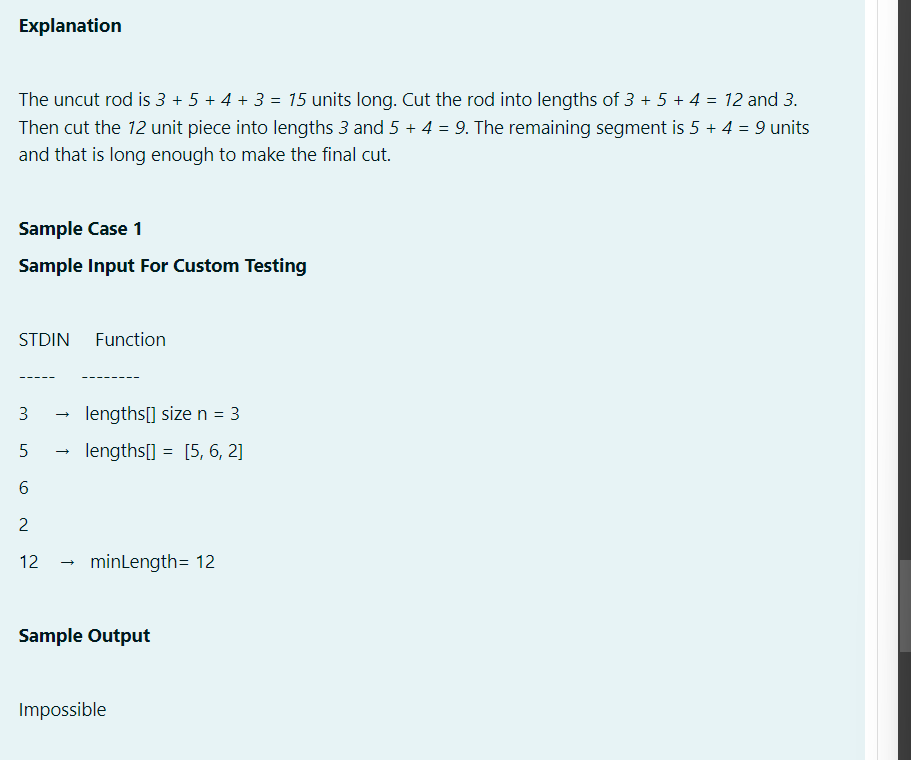 Explanation
The uncut rod is 3 + 5 + 4 + 3 = 15 units long. Cut the rod into lengths of 3 + 5 + 4 = 12 and 3.
Then cut the 12 unit piece into lengths 3 and 5 + 4 = 9. The remaining segment is 5 + 4 = 9 units
and that is long enough to make the final cut.
Sample Case 1
Sample Input For Custom Testing
STDIN Function
----- --------
3 → lengths[] size n = 3
5 → lengths[] = [5, 6, 2]
6
2
12 → minLength= 12
Sample Output
Impossible